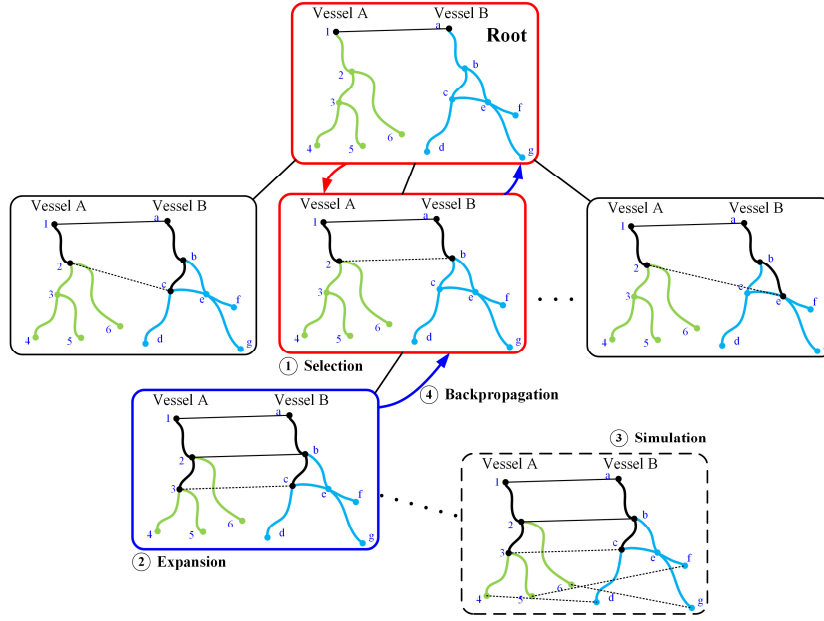 Vessel A Vessel B
1 a Root
2 b
3 c e
f
4 5 6 d g
Vessel A Vessel B
1 a
2 b
3 c e
f
4 5 6 d
Vessel A Vessel B
1 a
2 b
3 c e
f
4 5 6 d g
Vessel A Vessel B
1 a
2 b
3 c e
f
4 5 6 d
① Selection
④ Backpropagation
Vessel A Vessel B
1 a
2 b
3 c e
f
4 5 6 d g
② Expansion
③ Simulation
Vessel A Vessel B
1 a
2 b
3 c e
f
4 5 6 d g